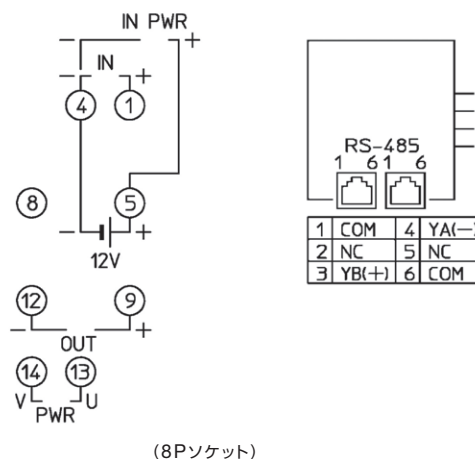 IN PWR
− +
− IN +
④ ①
⑧ ⑤
− +
12V
⑫ ⑨
− OUT +
⑭ ⑬
V PWR U
(8Pソケット)
RS-485
1 6 1 6
1 COM 4 YA(−)
2 NC 5 NC
3 YB(+) 6 COM